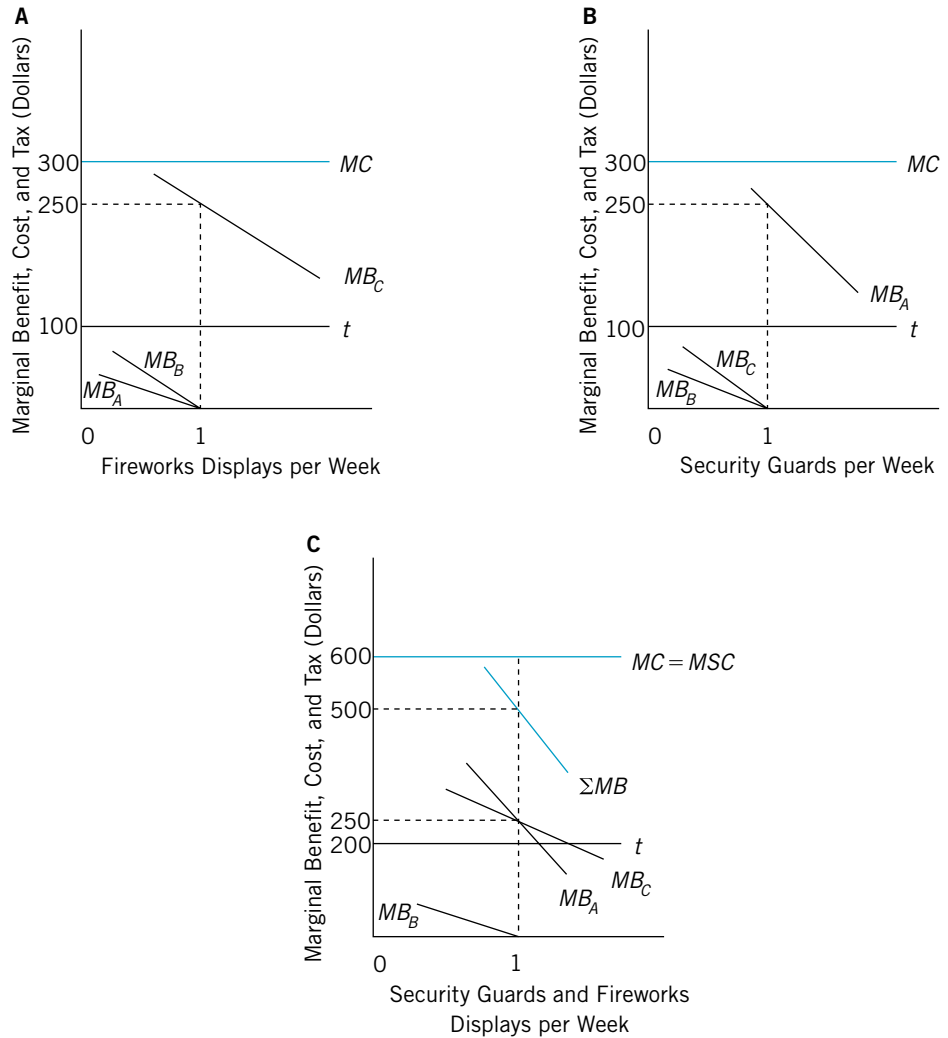 A
Marginal Benefit, Cost, and Tax (Dollars)
300
250
100
0
1
MC
MB_C
t
MB_B
MB_A
Fireworks Displays per Week
B
Marginal Benefit, Cost, and Tax (Dollars)
300
250
100
0
1
MC
MB_A
t
MB_C
MB_B
Security Guards per Week
C
Marginal Benefit, Cost, and Tax (Dollars)
600
500
250
200
0
1
MC = MSC
ΣMB
t
MB_C
MB_A
MB_B
Security Guards and Fireworks
Displays per Week